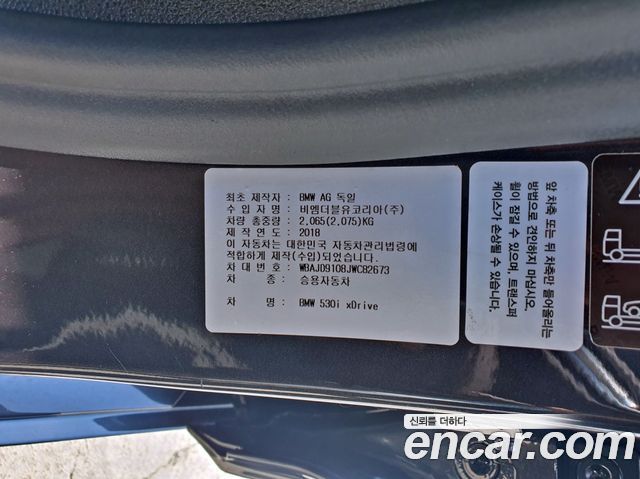 최초 제작자 : BMW AG 독일
수 입 자 명 : 비엠더블유코리아(주)
차량 총중량 : 2,065(2,075)KG
제 작 연 도 : 2018
이 자동차는 대한민국 자동차관리법령에
적합하게 제작(수입)되었습니다.
차 대 번 호 : WBAJD9108JWC82673
차 종 : 승용자동차
차 명 : BMW 530i xDrive
앞 차축 또는 뒤 차축만 들어올리는
방법으로 견인하지 마십시오.
휠이 잠길 수 있으며, 트랜스퍼
케이스가 손상될 수 있습니다.
신뢰를 더하다
encar.com